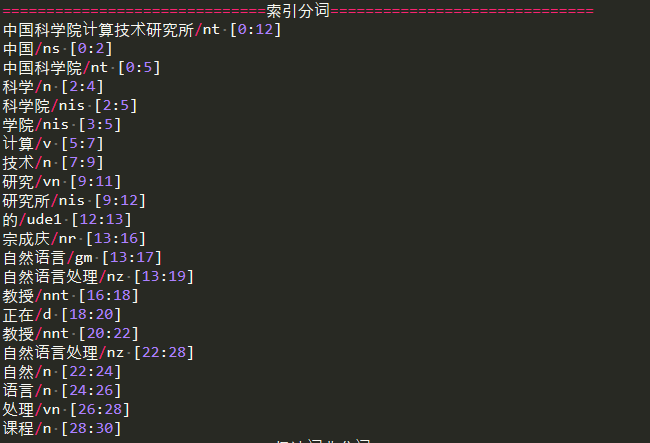 ==============================索引分词==============================
中国科学院计算技术研究所/nt [0:12]
中国/ns [0:2]
中国科学院/nt [0:5]
科学/n [2:4]
科学院/nis [2:5]
学院/nis [3:5]
计算/v [5:7]
技术/n [7:9]
研究/vn [9:11]
研究所/nis [9:12]
的/ude1 [12:13]
宗成庆/nr [13:16]
自然语言/gm [13:17]
自然语言处理/nz [13:19]
教授/nnt [16:18]
正在/d [18:20]
教授/nnt [20:22]
自然语言处理/nz [22:28]
自然/n [22:24]
语言/n [24:26]
处理/vn [26:28]
课程/n [28:30]